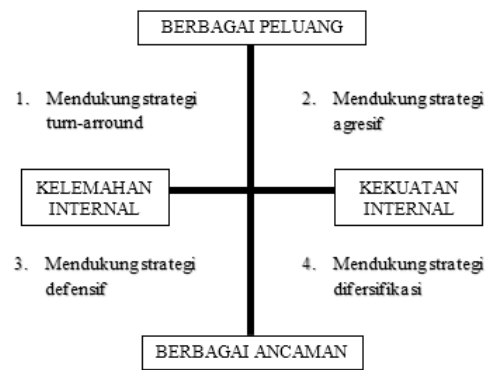 BERBAGAI PELUANG
1. Mendukung strategi
turn-arround
2. Mendukung strategi
agresif
KELEMAHAN
INTERNAL
KEKUATAN
INTERNAL
3. Mendukung strategi
defensif
4. Mendukung strategi
difersifikasi
BERBAGAI ANCAMAN